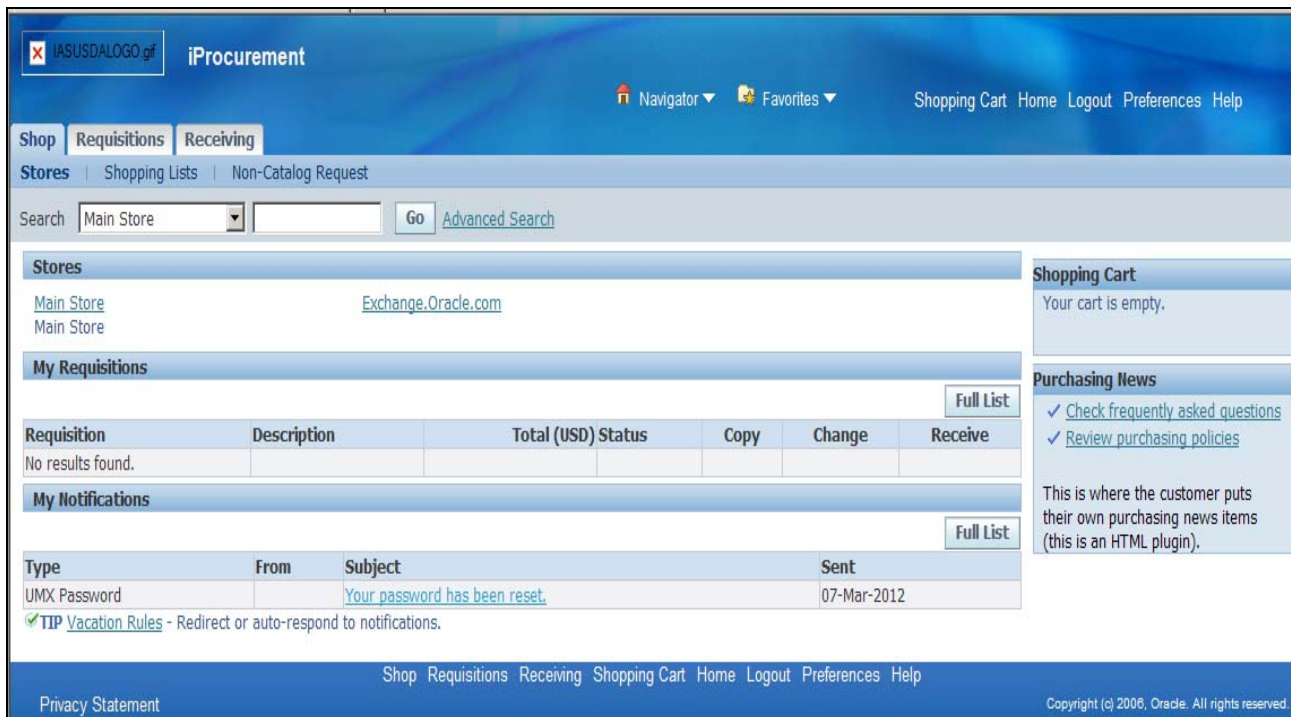 IASUSDALOGO.gif iProcurement
Navigator Favorites Shopping Cart Home Logout Preferences Help
Shop Requisitions Receiving
Stores | Shopping Lists | Non-Catalog Request
Search Main Store Go Advanced Search
Stores
Main Store Exchange.Oracle.com
Main Store
My Requisitions
Full List
Requisition Description Total (USD) Status Copy Change Receive
No results found.
My Notifications
Full List
Type From Subject Sent
UMX Password Your password has been reset. 07-Mar-2012
TIP Vacation Rules - Redirect or auto-respond to notifications.
Shopping Cart
Your cart is empty.
Purchasing News
Check frequently asked questions
Review purchasing policies
This is where the customer puts
their own purchasing news items
(this is an HTML plugin).
Shop Requisitions Receiving Shopping Cart Home Logout Preferences Help
Privacy Statement Copyright (c) 2006, Oracle. All rights reserved.